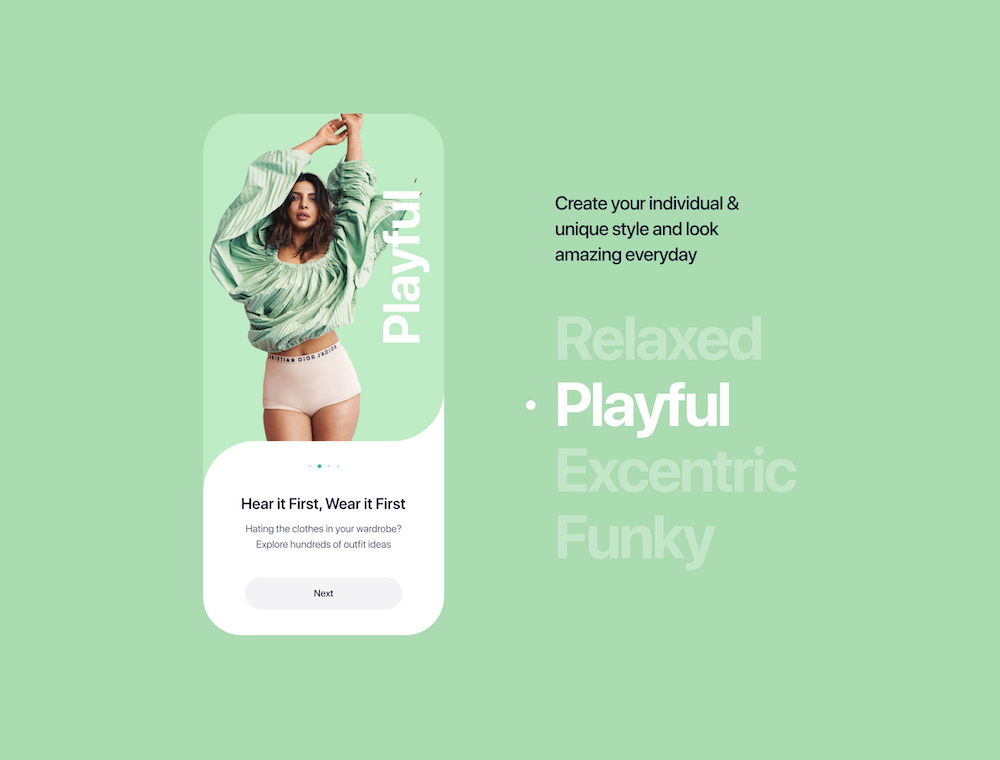 Playful
CHRISTIAN DIOR J'ADIOR
Hear it First, Wear it First
Hating the clothes in your wardrobe?
Explore hundreds of outfit ideas
Next
Create your individual &
unique style and look
amazing everyday
Relaxed
Playful
Excentric
Funky